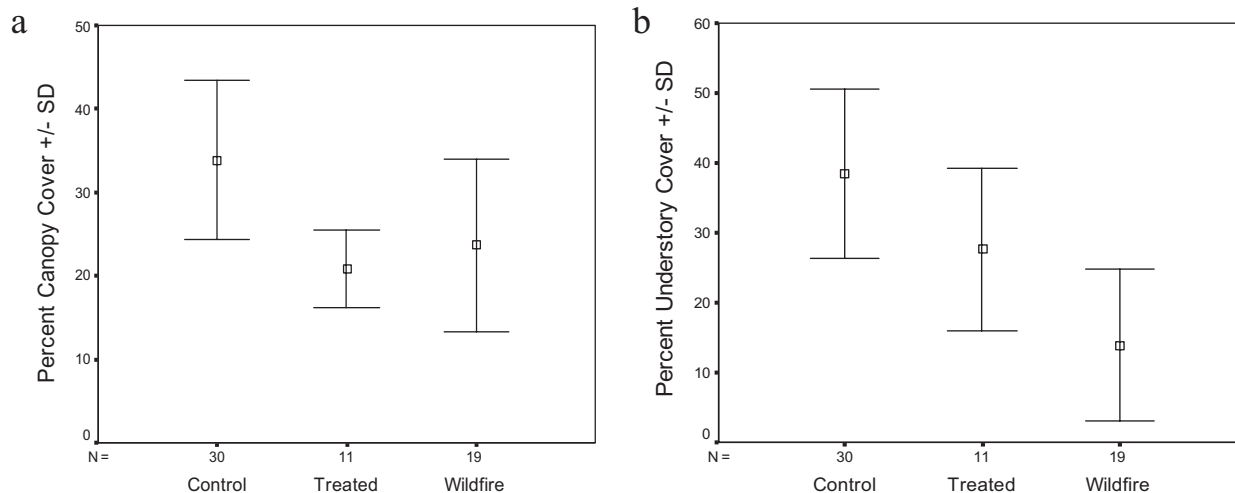 a
Percent Canopy Cover +/- SD
50
40
30
20
10
0
N =
30
11
19
Control
Treated
Wildfire
b
Percent Understory Cover +/- SD
60
50
40
30
20
10
0
N =
30
11
19
Control
Treated
Wildfire